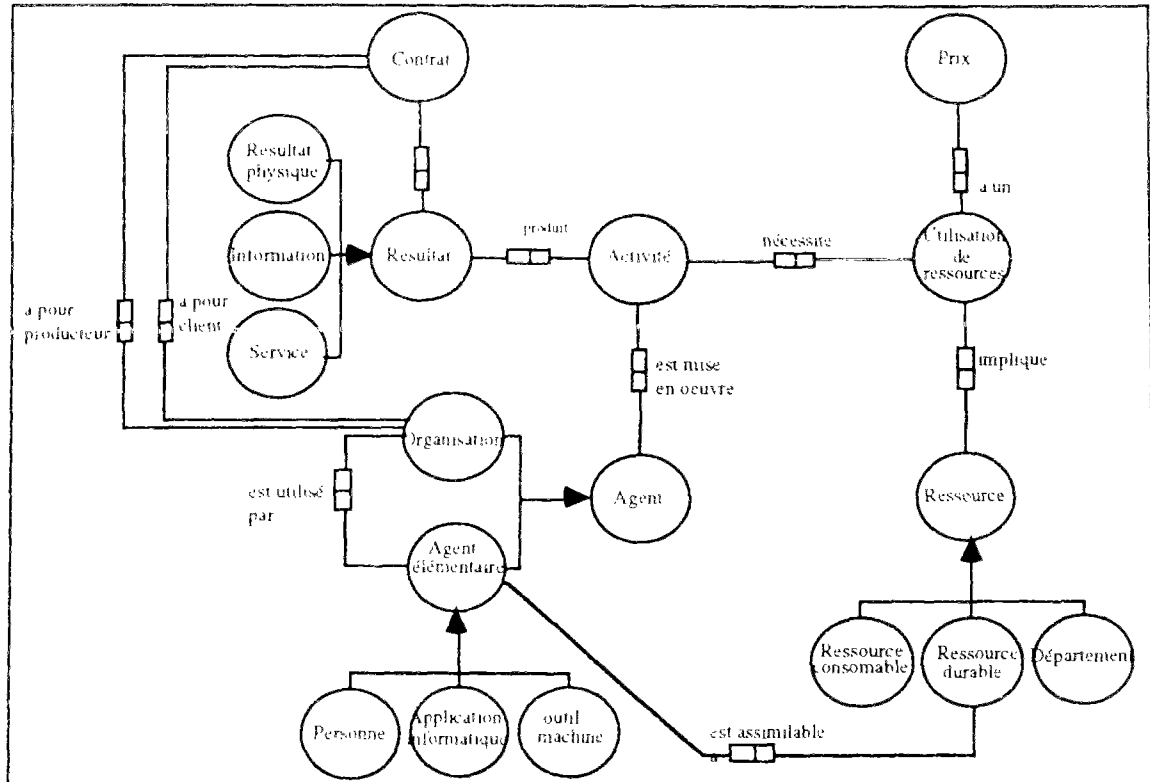 Contrat
Prix
Resultat
physique
a un
produit
nécessite
Information
Resultat
Activité
Utilisation
de
ressources
a pour
producteur
a pour
client
Service
est mise
en oeuvre
implique
Organisation
est utilisé
par
Agent
Ressource
Agent
élémentaire
Ressource
consomable
Ressource
durable
Département
Personne
Application
informatique
outil
machine
est assimilable
à